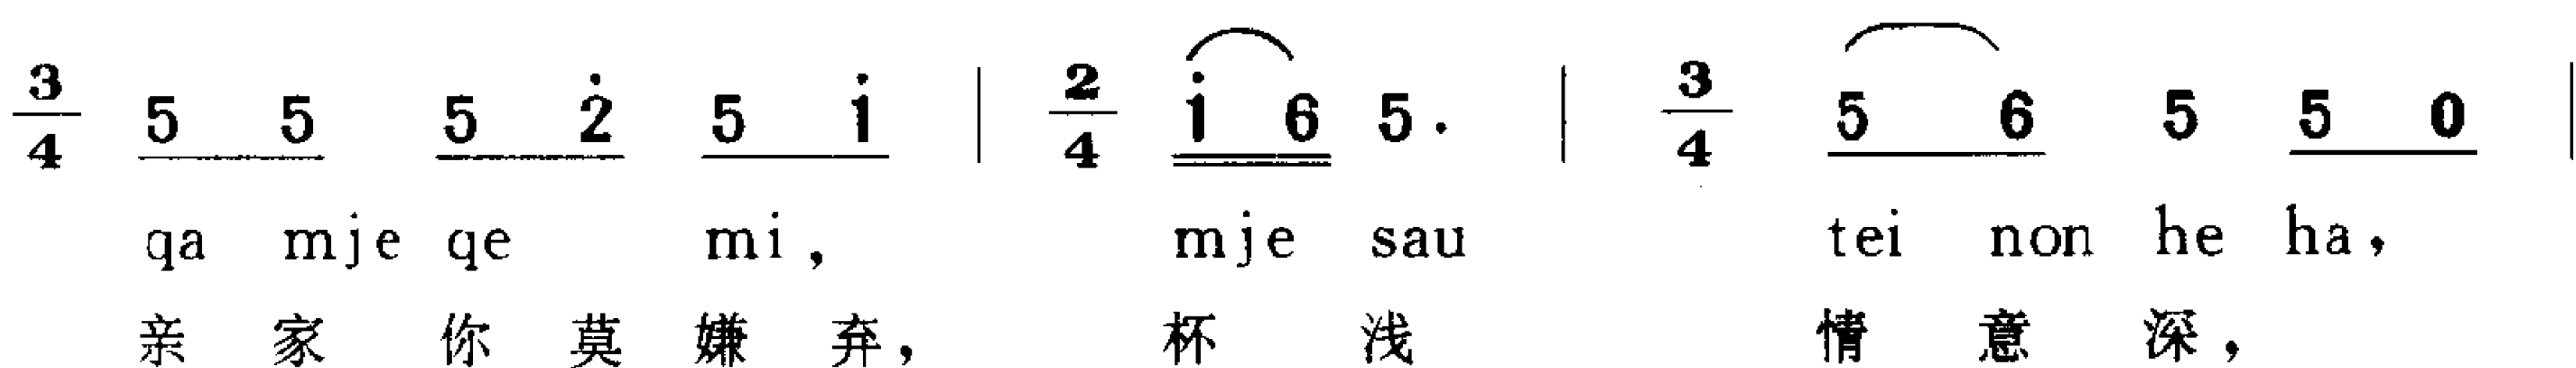 3/4 5 5 5 2̇ 5 1̇ | 2/4 1̇ 6 5. | 3/4 5 6 5 5 0 |
qa mje qe mi, mje sau tei non he ha,
亲家你莫嫌弃，杯浅情意深，